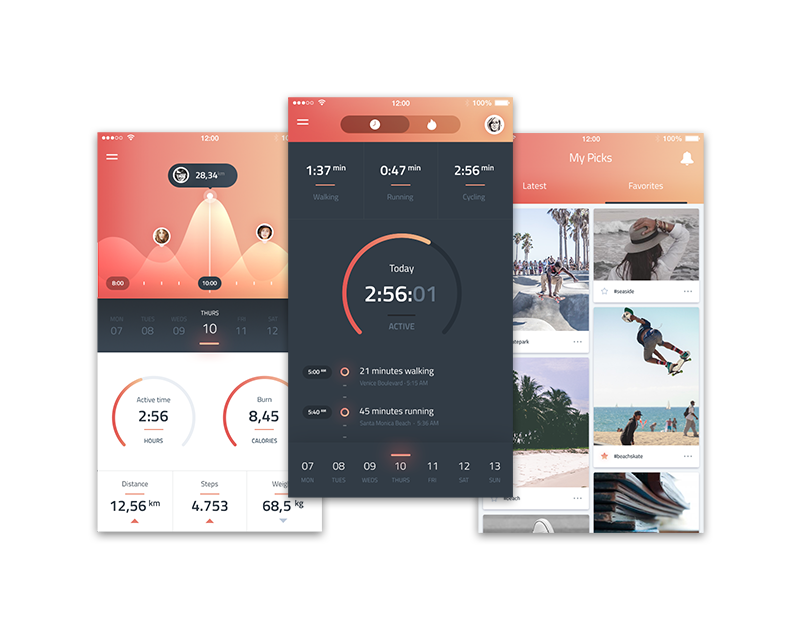 12:00
10
28,34 km
8:00
10:00
MON TUES WEDS THURS FRI SAT
07 08 09 10 11 12
Active time
2:56
HOURS
Burn
8,45
CALORIES
Distance
12,56 km
Steps
4.753
Weigh
68,5 kg
12:00
100%
1:37 min
Walking
0:47 min
Running
2:56 min
Cycling
Today
2:56:01
ACTIVE
5:00 AM
21 minutes walking
Venice Boulevard · 5:15 AM
5:40 AM
45 minutes running
Santa Monica Beach · 5:36 AM
07 08 09 10 11 12 13
MON TUES WEDS THURS FRI SAT SUN
12:00
100%
My Picks
Latest
Favorites
#seaside
atepark
#beach
#beachskate